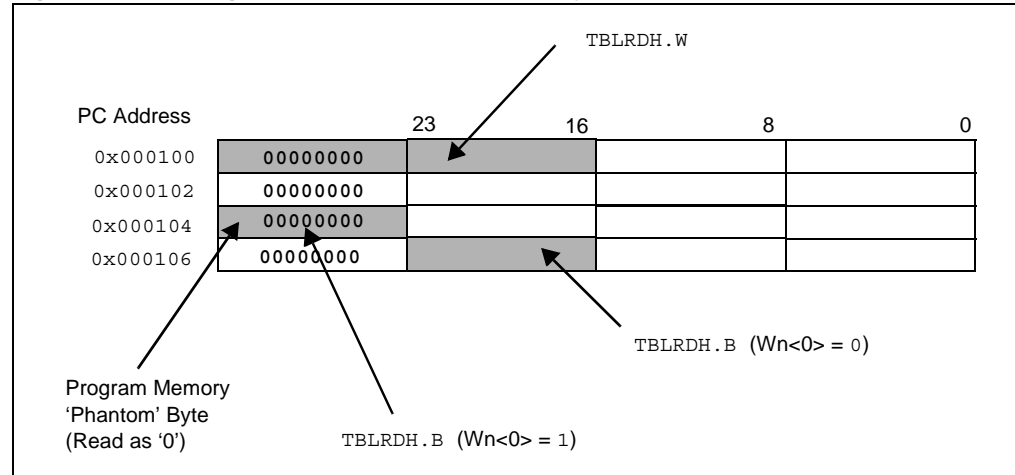 TBLRDH.W
PC Address
23 16 8 0
0x000100 00000000
0x000102 00000000
0x000104 00000000
0x000106 00000000
TBLRDH.B (Wn<0> = 0)
Program Memory
‘Phantom’ Byte
(Read as ‘0’)
TBLRDH.B (Wn<0> = 1)